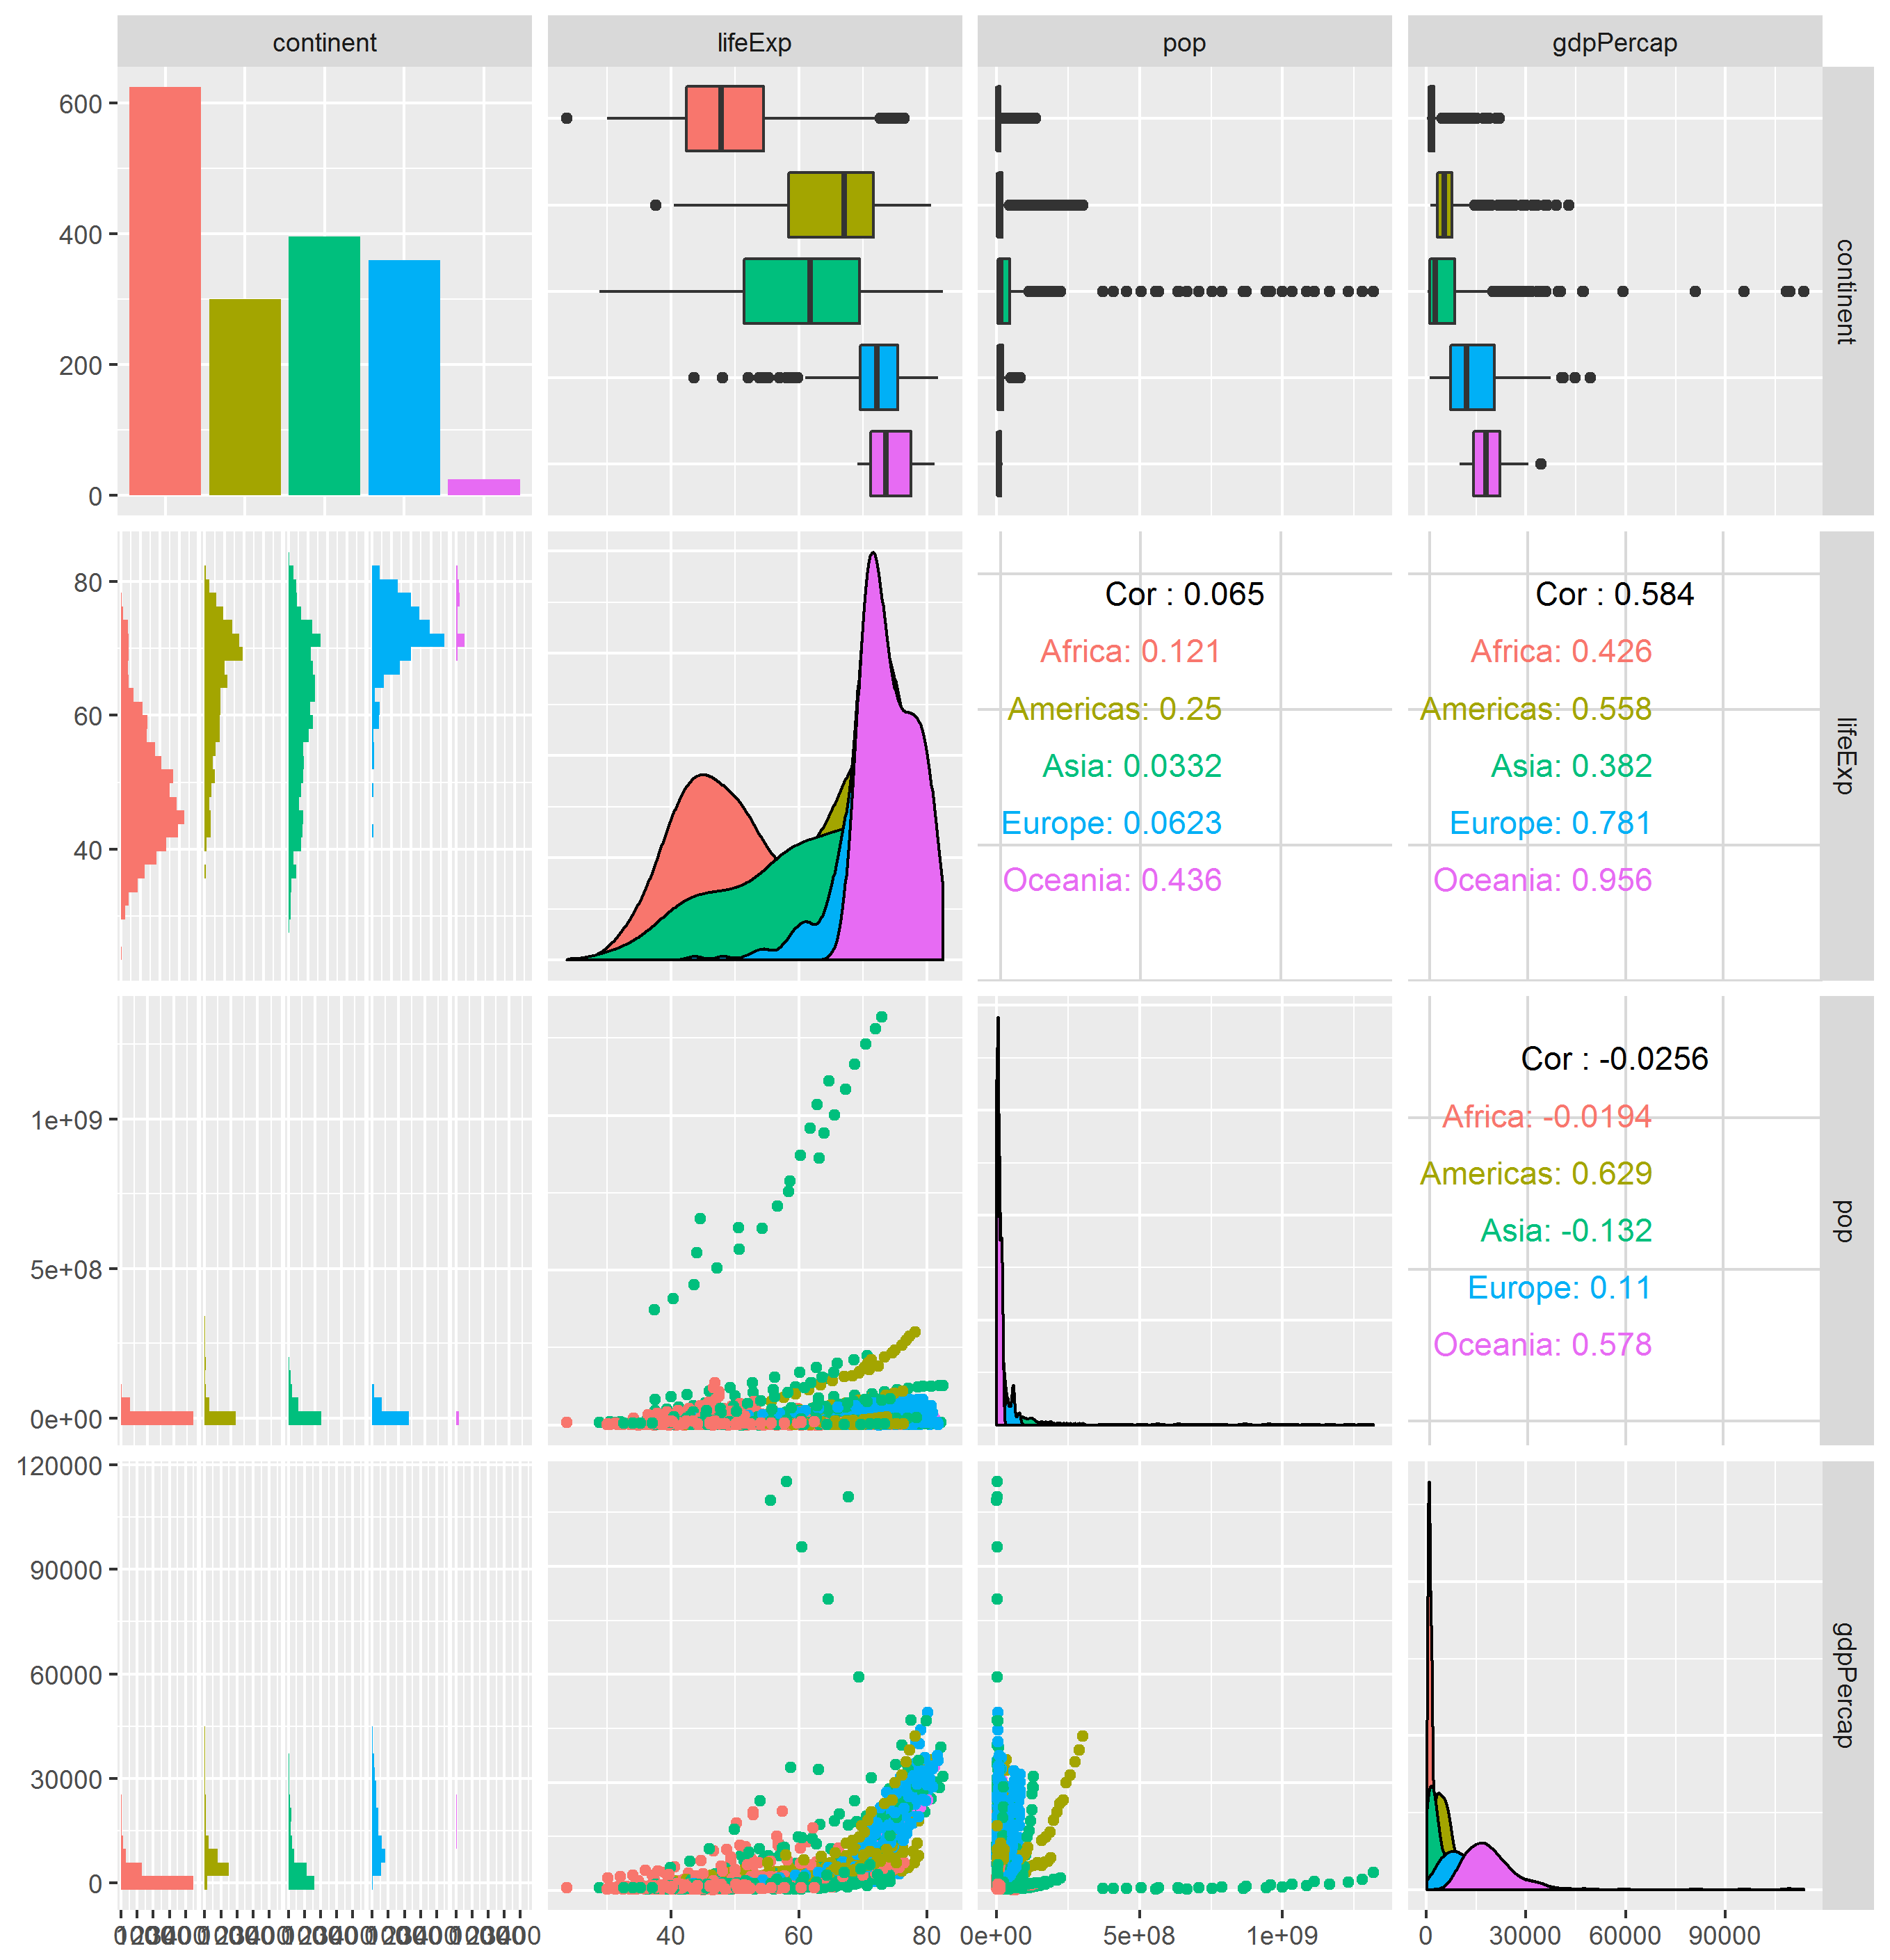 continent lifeExp pop gdpPercap
600
400
200
0
continent
80
60
40
Cor : 0.065
Africa: 0.121
Americas: 0.25
Asia: 0.0332
Europe: 0.0623
Oceania: 0.436
Cor : 0.584
Africa: 0.426
Americas: 0.558
Asia: 0.382
Europe: 0.781
Oceania: 0.956
lifeExp
1e+09
5e+08
0e+00
Cor : -0.0256
Africa: -0.0194
Americas: 0.629
Asia: -0.132
Europe: 0.11
Oceania: 0.578
pop
120000
90000
60000
30000
0
gdpPercap
40 60 80 0e+00 5e+08 1e+09 0 30000 60000 90000